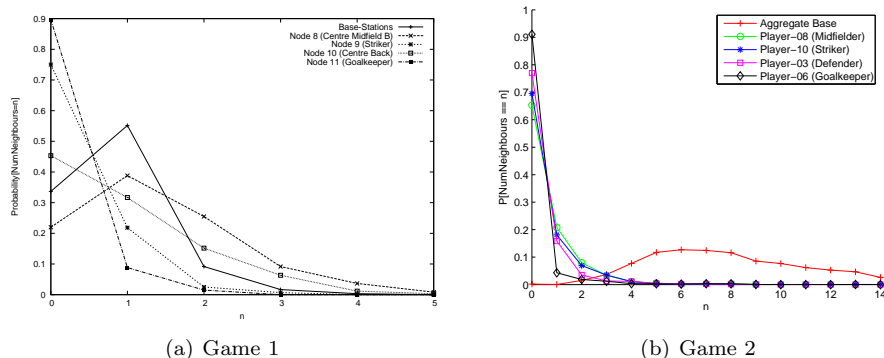 0.9
0.8
0.7
0.6
0.5
0.4
0.3
0.2
0.1
0
Probability[NumNeighbours=n]
Base-Stations
Node 8 (Centre Midfield B)
Node 9 (Striker)
Node 10 (Centre Back)
Node 11 (Goalkeeper)
0 1 2 3 4 5
n
(a) Game 1
1
0.9
0.8
0.7
0.6
0.5
0.4
0.3
0.2
0.1
0
P[NumNeighbours == n]
Aggregate Base
Player-08 (Midfielder)
Player-10 (Striker)
Player-03 (Defender)
Player-06 (Goalkeeper)
0 2 4 6 8 10 12 14
n
(b) Game 2